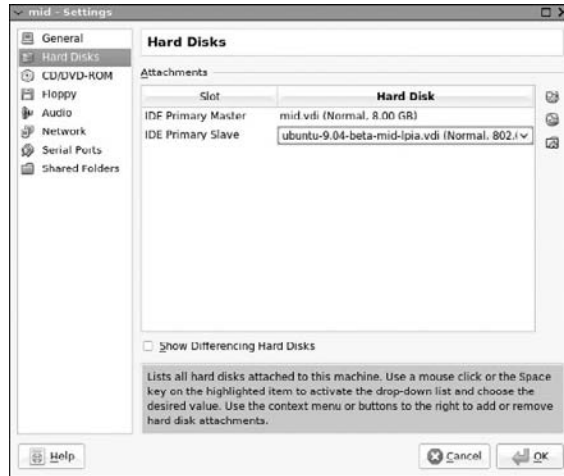 mid - Settings
General
Hard Disks
CD/DVD-ROM
Floppy
Audio
Network
Serial Ports
Shared Folders
Hard Disks
Attachments
Slot Hard Disk
IDE Primary Master mid.vdi (Normal, 8.00 GB)
IDE Primary Slave ubuntu-9.04-beta-mid-lpia.vdi (Normal, 802.
Show Differencing Hard Disks
Lists all hard disks attached to this machine. Use a mouse click or the Space
key on the highlighted item to activate the drop-down list and choose the
desired value. Use the context menu or buttons to the right to add or remove
hard disk attachments.
Help
Cancel
OK